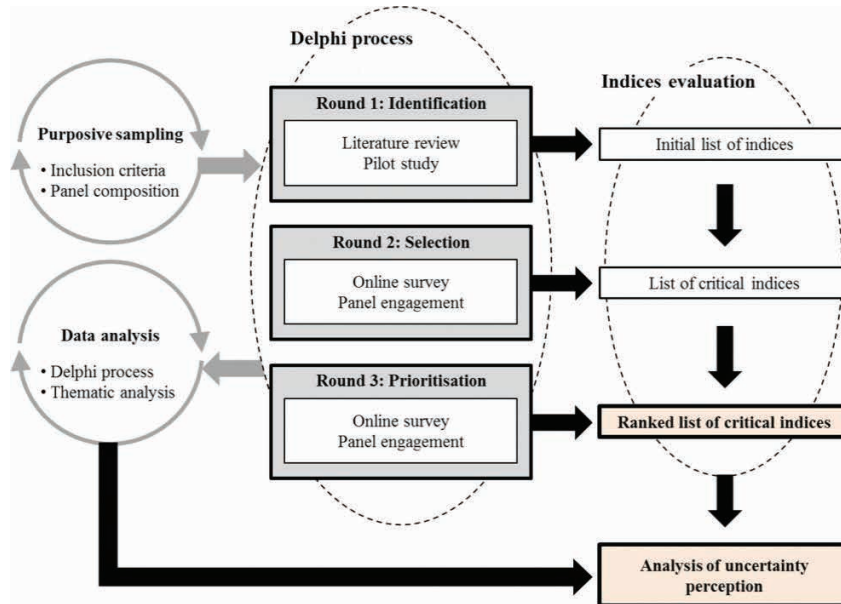 Delphi process
Indices evaluation
Purposive sampling
• Inclusion criteria
• Panel composition
Round 1: Identification
Literature review
Pilot study
Initial list of indices
Round 2: Selection
Online survey
Panel engagement
List of critical indices
Data analysis
• Delphi process
• Thematic analysis
Round 3: Prioritisation
Online survey
Panel engagement
Ranked list of critical indices
Analysis of uncertainty
perception